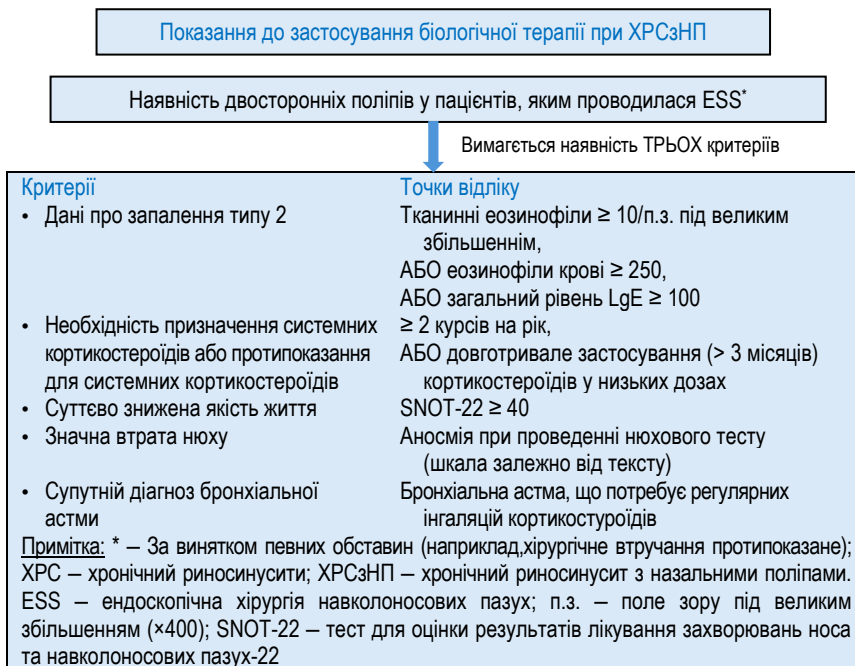 Показання до застосування біологічної терапії при ХРСзНП
Наявність двосторонніх поліпів у пацієнтів, яким проводилася ESS*
Вимагється наявність ТРЬОХ критеріїв
Критерії Точки відліку
• Дані про запалення типу 2 Тканинні еозинофіли ≥ 10/п.з. під великим
збільшеннім,
АБО еозинофіли крові ≥ 250,
АБО загальний рівень LgE ≥ 100
• Необхідність призначення системних ≥ 2 курсів на рік,
кортикостероїдів або протипоказання АБО довготривале застосування (> 3 місяців)
для системних кортикостероїдів кортикостероїдів у низьких дозах
• Суттєво знижена якість життя SNOT-22 ≥ 40
• Значна втрата нюху Аносмія при проведенні нюхового тесту
(шкала залежно від тексту)
• Супутній діагноз бронхіальної Бронхіальна астма, що потребує регулярних
астми інгаляцій кортикостуроїдів
Примітка: * – За винятком певних обставин (наприклад,хірургічне втручання протипоказане);
ХРС – хронічний риносинусити; ХРСзНП – хронічний риносинусит з назальними поліпами.
ESS – ендоскопічна хірургія навколоносових пазух; п.з. – поле зору під великим
збільшенням (×400); SNOT-22 – тест для оцінки результатів лікування захворювань носа
та навколоносових пазух-22